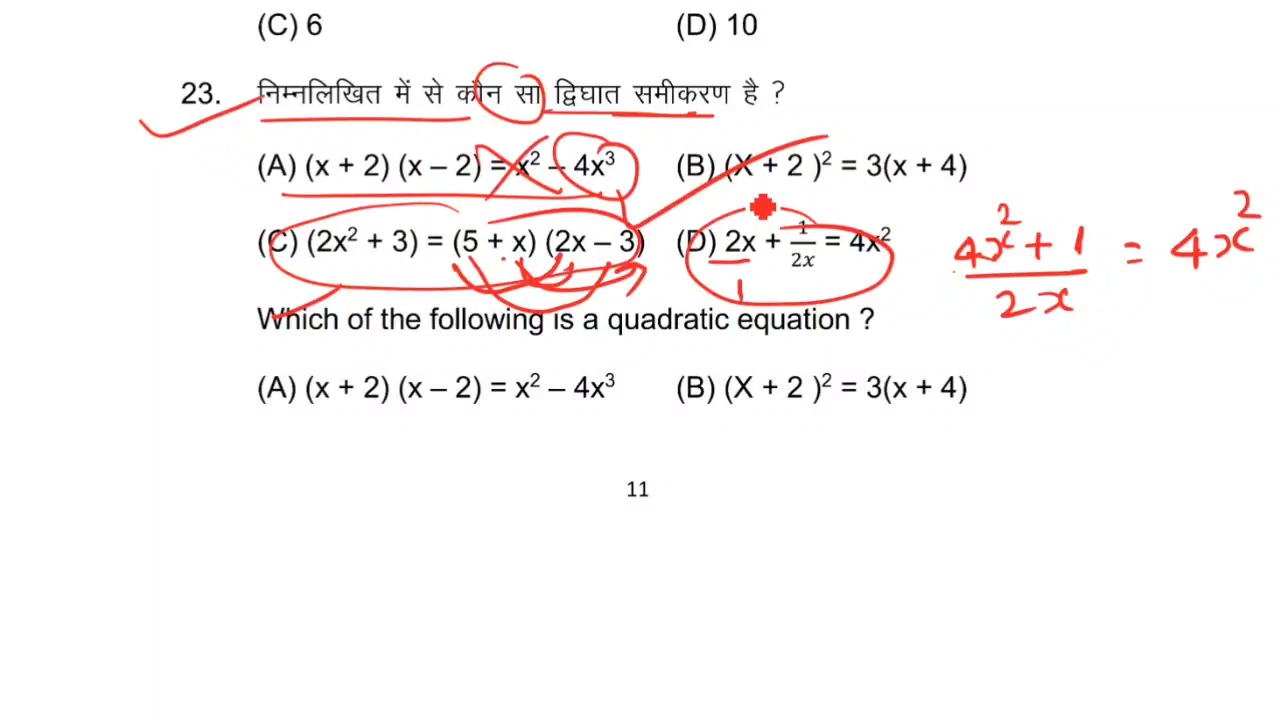 (C) 6 (D) 10
23. निम्नलिखित में से कौन सा द्विघात समीकरण है ?
(A) (x + 2) (x – 2) = x² – 4x³ (B) (X + 2 )² = 3(x + 4)
(C) (2x² + 3) = (5 + x) (2x – 3) (D) 2x + 1/2x = 4x²
4x² + 1 / 2x = 4x²
Which of the following is a quadratic equation ?
(A) (x + 2) (x – 2) = x² – 4x³ (B) (X + 2 )² = 3(x + 4)
11